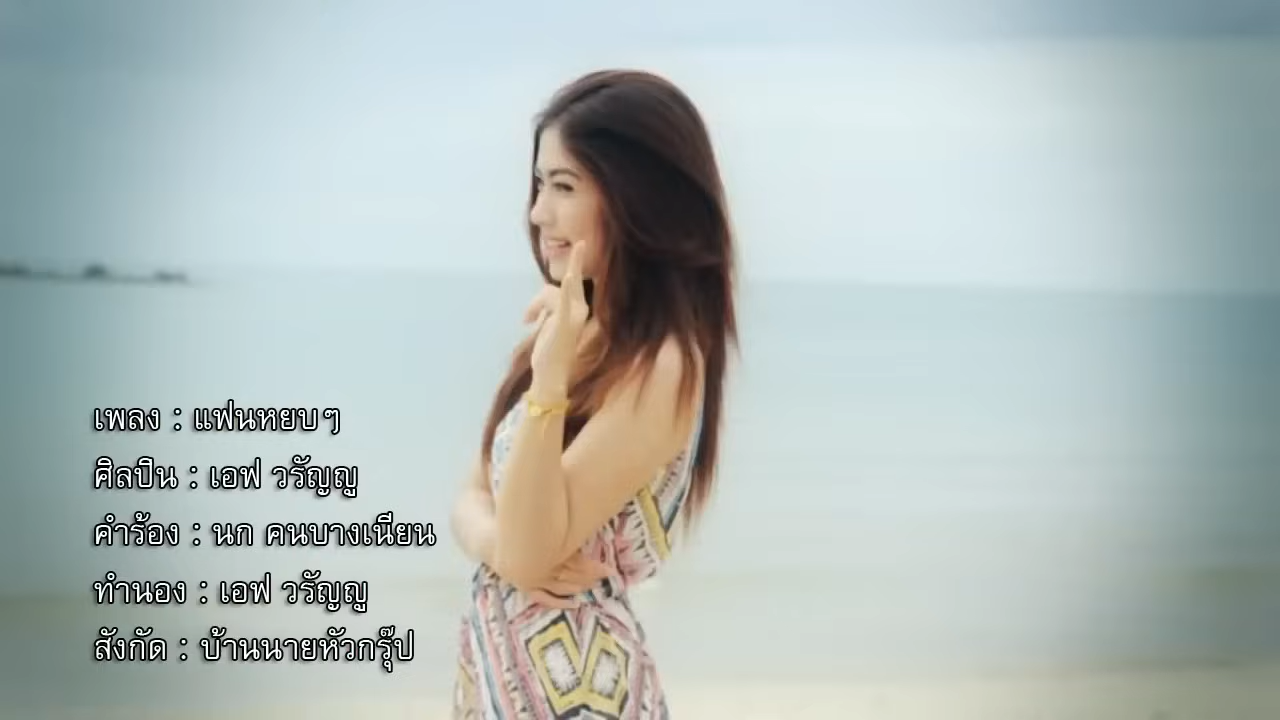 เพลง : แฟนหยบๆ
ศิลปิน : เอฟ วรัญญู
คำร้อง : นก คนบางเนียน
ทำนอง : เอฟ วรัญญู
สังกัด : บ้านนายหัวกรุ๊ป